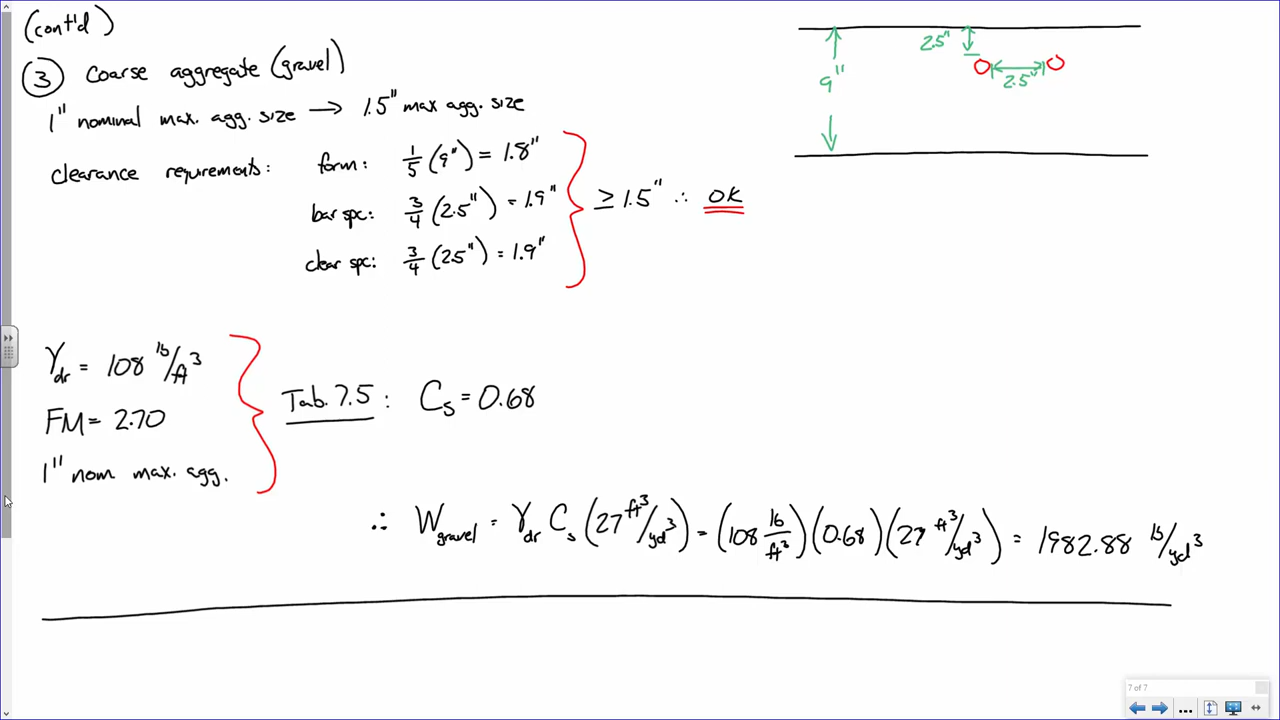 (cont'd)
③ Coarse aggregate (gravel)
1" nominal max. agg. size → 1.5" max agg. size
clearance requirements: form: 1/5 (9") = 1.8"
bar spc: 3/4 (2.5") = 1.9"
clear spc: 3/4 (2.5") = 1.9"
≥ 1.5" ∴ OK
9"
2.5"
2.5"
γdr = 108 lb/ft³
FM = 2.70
1" nom max. agg.
Tab. 7.5 : Cs = 0.68
∴ Wgravel = γdr Cs (27 ft³/yd³) = (108 lb/ft³)(0.68)(27 ft³/yd³) = 1982.88 lb/yd³
7 of 7